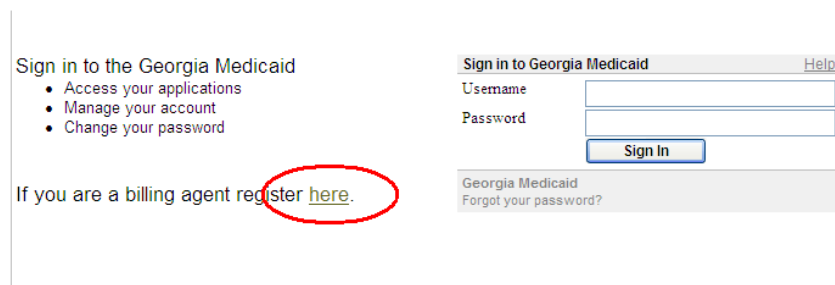 Sign in to the Georgia Medicaid
• Access your applications
• Manage your account
• Change your password
If you are a billing agent register here.
Sign in to Georgia Medicaid Help
Username
Password
Sign In
Georgia Medicaid
Forgot your password?